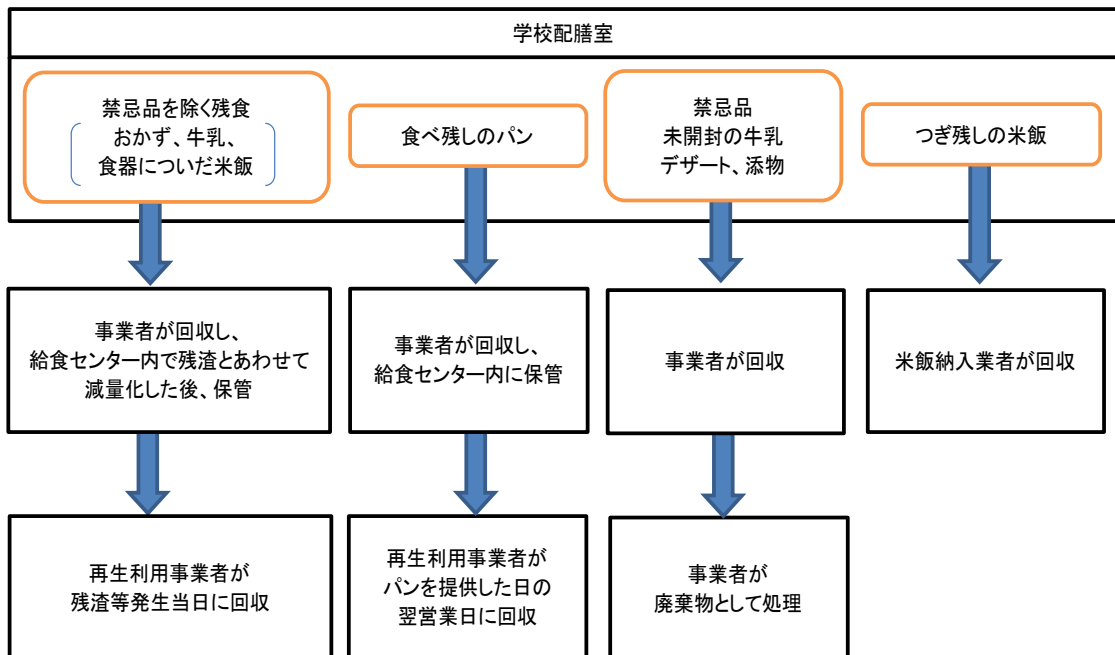 学校配膳室
禁忌品を除く残食
おかず、牛乳、
食器についだ米飯
食べ残しのパン
禁忌品
未開封の牛乳
デザート、添物
つぎ残しの米飯
事業者が回収し、
給食センター内で残渣とあわせて
減量化した後、保管
事業者が回収し、
給食センター内に保管
事業者が回収
米飯納入業者が回収
再生利用事業者が
残渣等発生当日に回収
再生利用事業者が
パンを提供した日の
翌営業日に回収
事業者が
廃棄物として処理